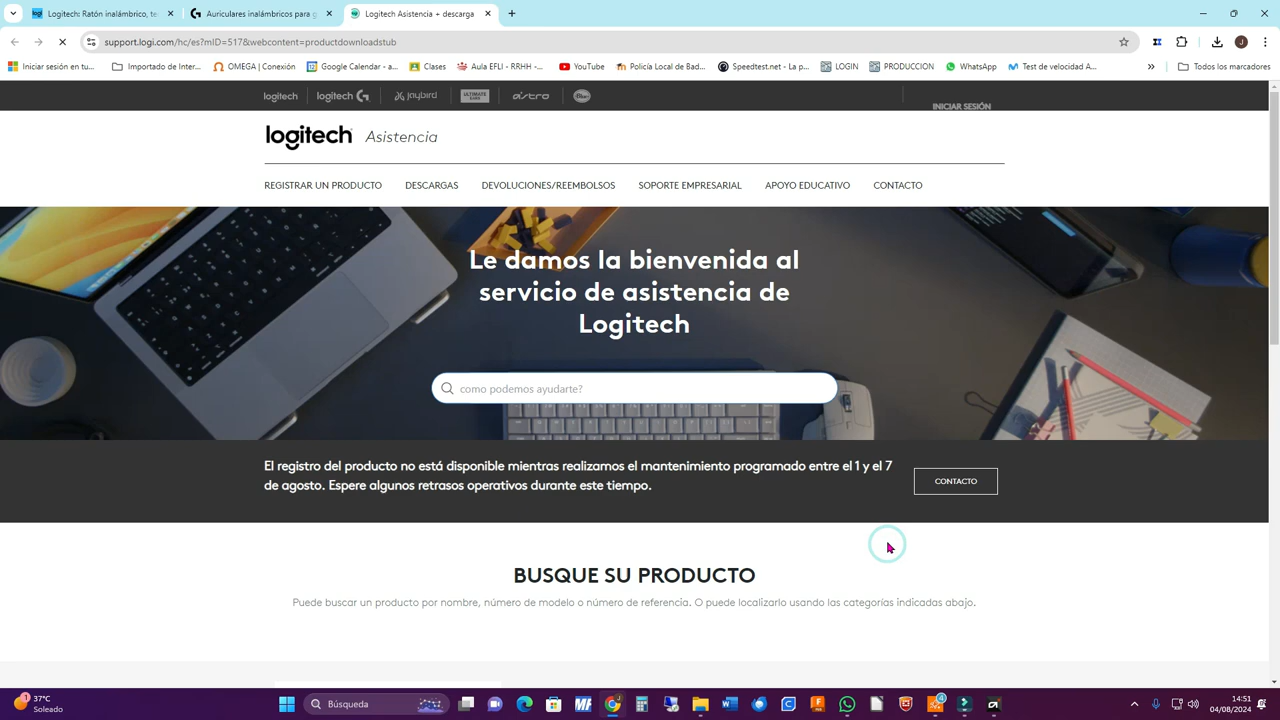 Logitech: Ratón inalámbrico, te
Auriculares inalámbricos para g
Logitech Asistencia + descarga
support.logi.com/hc/es?mID=517&webcontent=productdownloadstub
Iniciar sesión en tu...
Importado de Inter...
OMEGA | Conexión
Google Calendar - a...
Clases
Aula EFLI -- RRHH -...
YouTube
Policía Local de Bad...
Speedtest.net - La p...
LOGIN
PRODUCCION
WhatsApp
Test de velocidad A...
Todos los marcadores
logitech
logitech G
jaybird
ULTIMATE EARS
ASTRO
Blue
INICIAR SESIÓN
logitech Asistencia
REGISTRAR UN PRODUCTO
DESCARGAS
DEVOLUCIONES/REEMBOLSOS
SOPORTE EMPRESARIAL
APOYO EDUCATIVO
CONTACTO
Le damos la bienvenida al
servicio de asistencia de
Logitech
como podemos ayudarte?
El registro del producto no está disponible mientras realizamos el mantenimiento programado entre el 1 y el 7
de agosto. Espere algunos retrasos operativos durante este tiempo.
CONTACTO
BUSQUE SU PRODUCTO
Puede buscar un producto por nombre, número de modelo o número de referencia. O puede localizarlo usando las categorías indicadas abajo.
1
37°C
Soleado
Búsqueda
4
14:51
04/08/2024